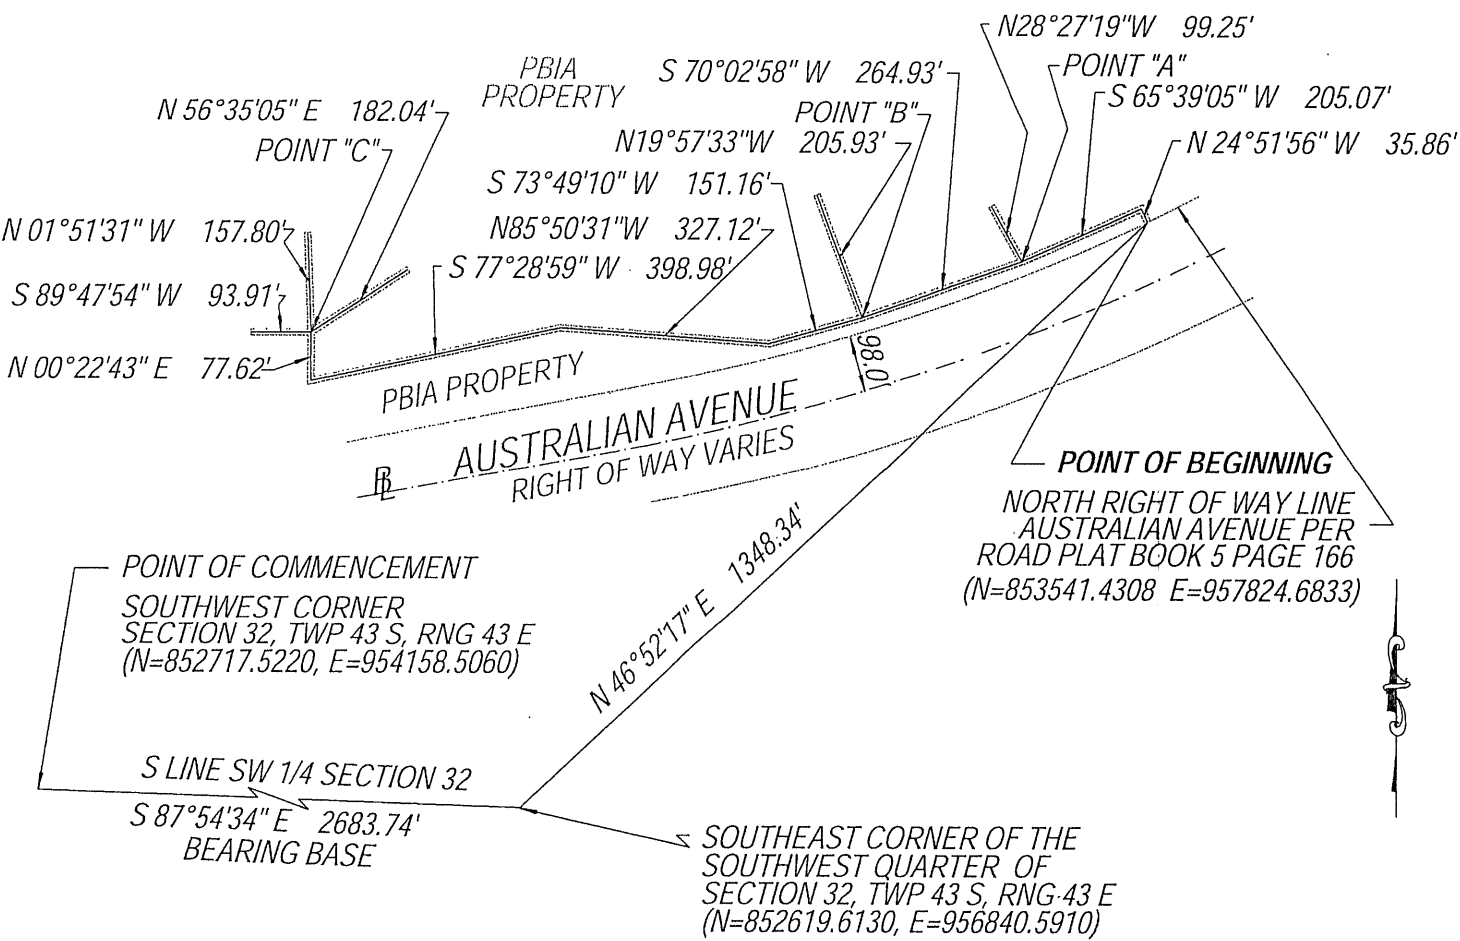 N28°27'19"W 99.25'
POINT "A"
S 65°39'05" W 205.07'
N 24°51'56" W 35.86'
PBIA
PROPERTY
S 70°02'58" W 264.93'
POINT "B"
N19°57'33"W 205.93'
S 73°49'10" W 151.16'
N85°50'31"W 327.12'
S 77°28'59" W 398.98'
N 56°35'05" E 182.04'
POINT "C"
N 01°51'31" W 157.80'
S 89°47'54" W 93.91'
N 00°22'43" E 77.62'
PBIA PROPERTY
98.0'
AUSTRALIAN AVENUE
RIGHT OF WAY VARIES
BL
POINT OF BEGINNING
NORTH RIGHT OF WAY LINE
AUSTRALIAN AVENUE PER
ROAD PLAT BOOK 5 PAGE 166
(N=853541.4308 E=957824.6833)
N 46°52'17" E 1348.34'
POINT OF COMMENCEMENT
SOUTHWEST CORNER
SECTION 32, TWP 43 S, RNG 43 E
(N=852717.5220, E=954158.5060)
S LINE SW 1/4 SECTION 32
S 87°54'34" E 2683.74'
BEARING BASE
SOUTHEAST CORNER OF THE
SOUTHWEST QUARTER OF
SECTION 32, TWP 43 S, RNG 43 E
(N=852619.6130, E=956840.5910)